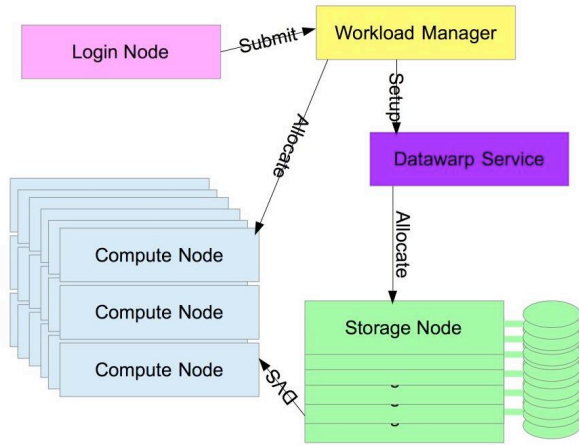 Login Node
Submit
Workload Manager
Allocate
Setup
Datawarp Service
Allocate
Compute Node
Compute Node
Compute Node
Storage Node
DVS